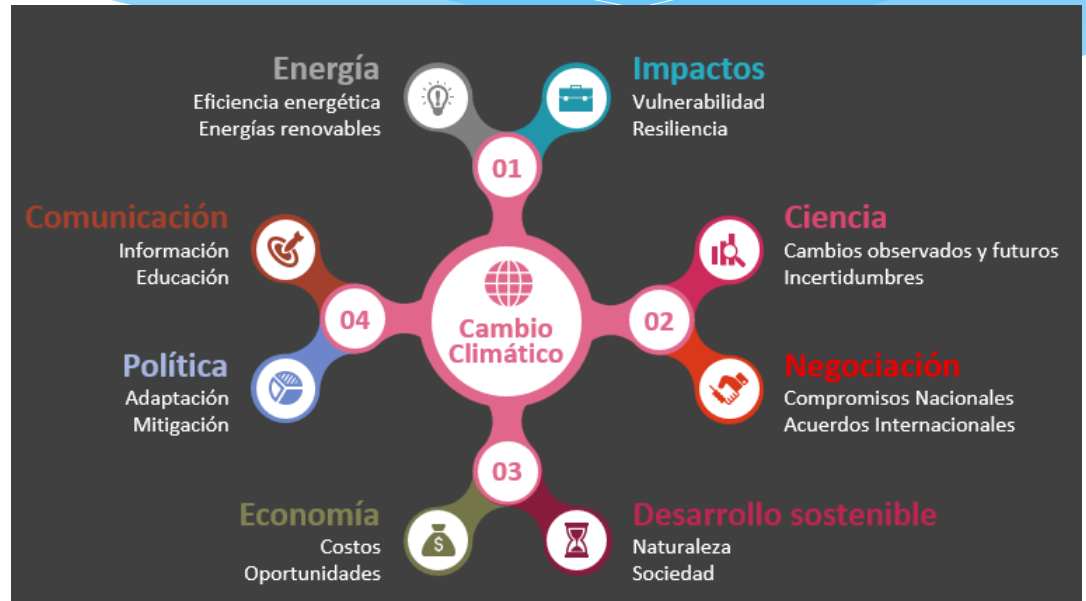 Energía
Eficiencia energética
Energías renovables
Impactos
Vulnerabilidad
Resiliencia
01
Comunicación
Información
Educación
Ciencia
Cambios observados y futuros
Incertidumbres
04
Cambio
Climático
02
Política
Adaptación
Mitigación
Negociación
Compromisos Nacionales
Acuerdos Internacionales
03
Economía
Costos
Oportunidades
$
Desarrollo sostenible
Naturaleza
Sociedad